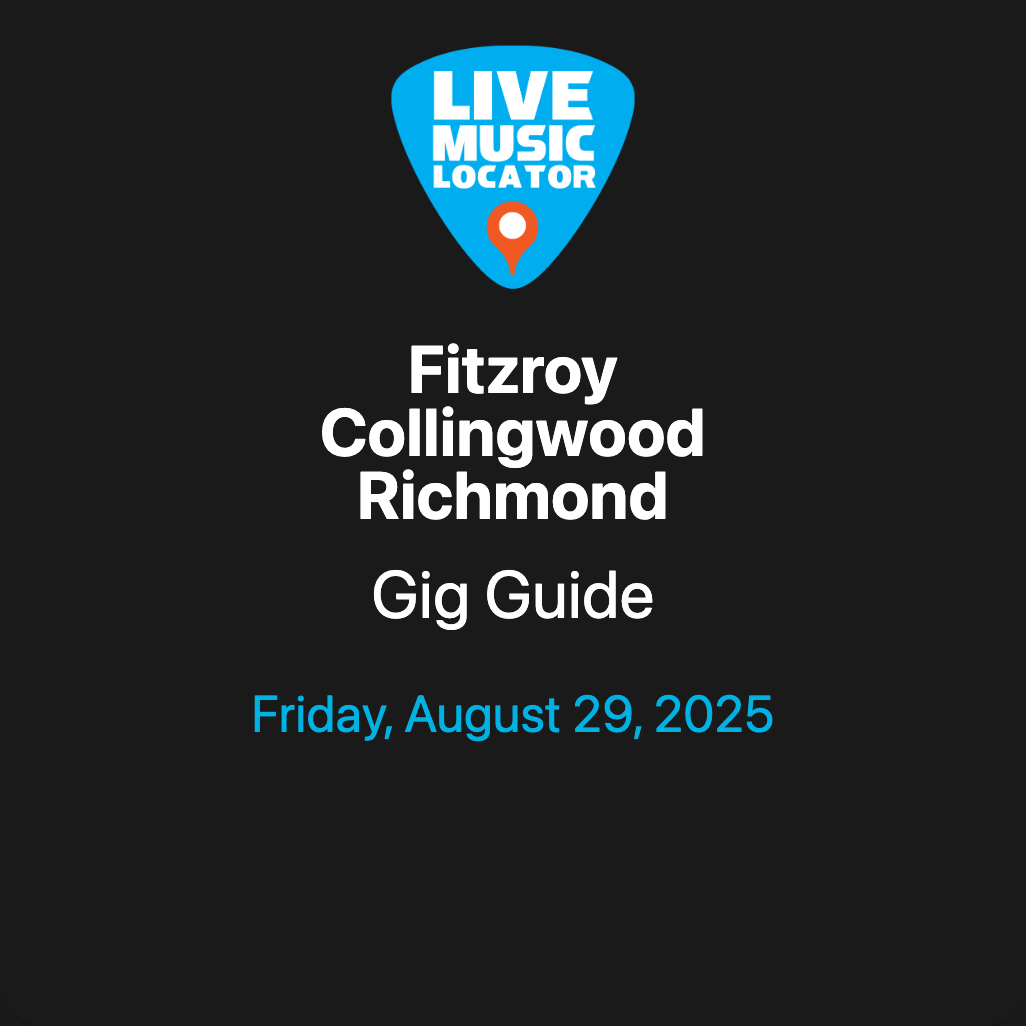 LIVE
MUSIC
LOCATOR
Fitzroy
Collingwood
Richmond
Gig Guide
Friday, August 29, 2025